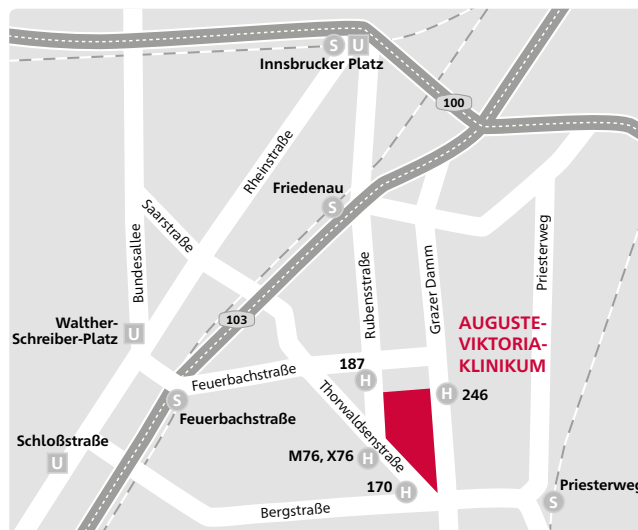 S U
Innsbrucker Platz
100
Rheinstraße
Friedenau
S
Saarstraße
Bundesallee
Priesterweg
Rubensstraße
Grazer Damm
103
Walther-
Schreiber-Platz
U
AUGUSTE-
VIKTORIA-
KLINIKUM
187
H
Feuerbachstraße
H
246
S
Feuerbachstraße
Thorwaldsenstraße
Schloßstraße
U
M76, X76
H
170
H
Bergstraße
Priesterweg
S